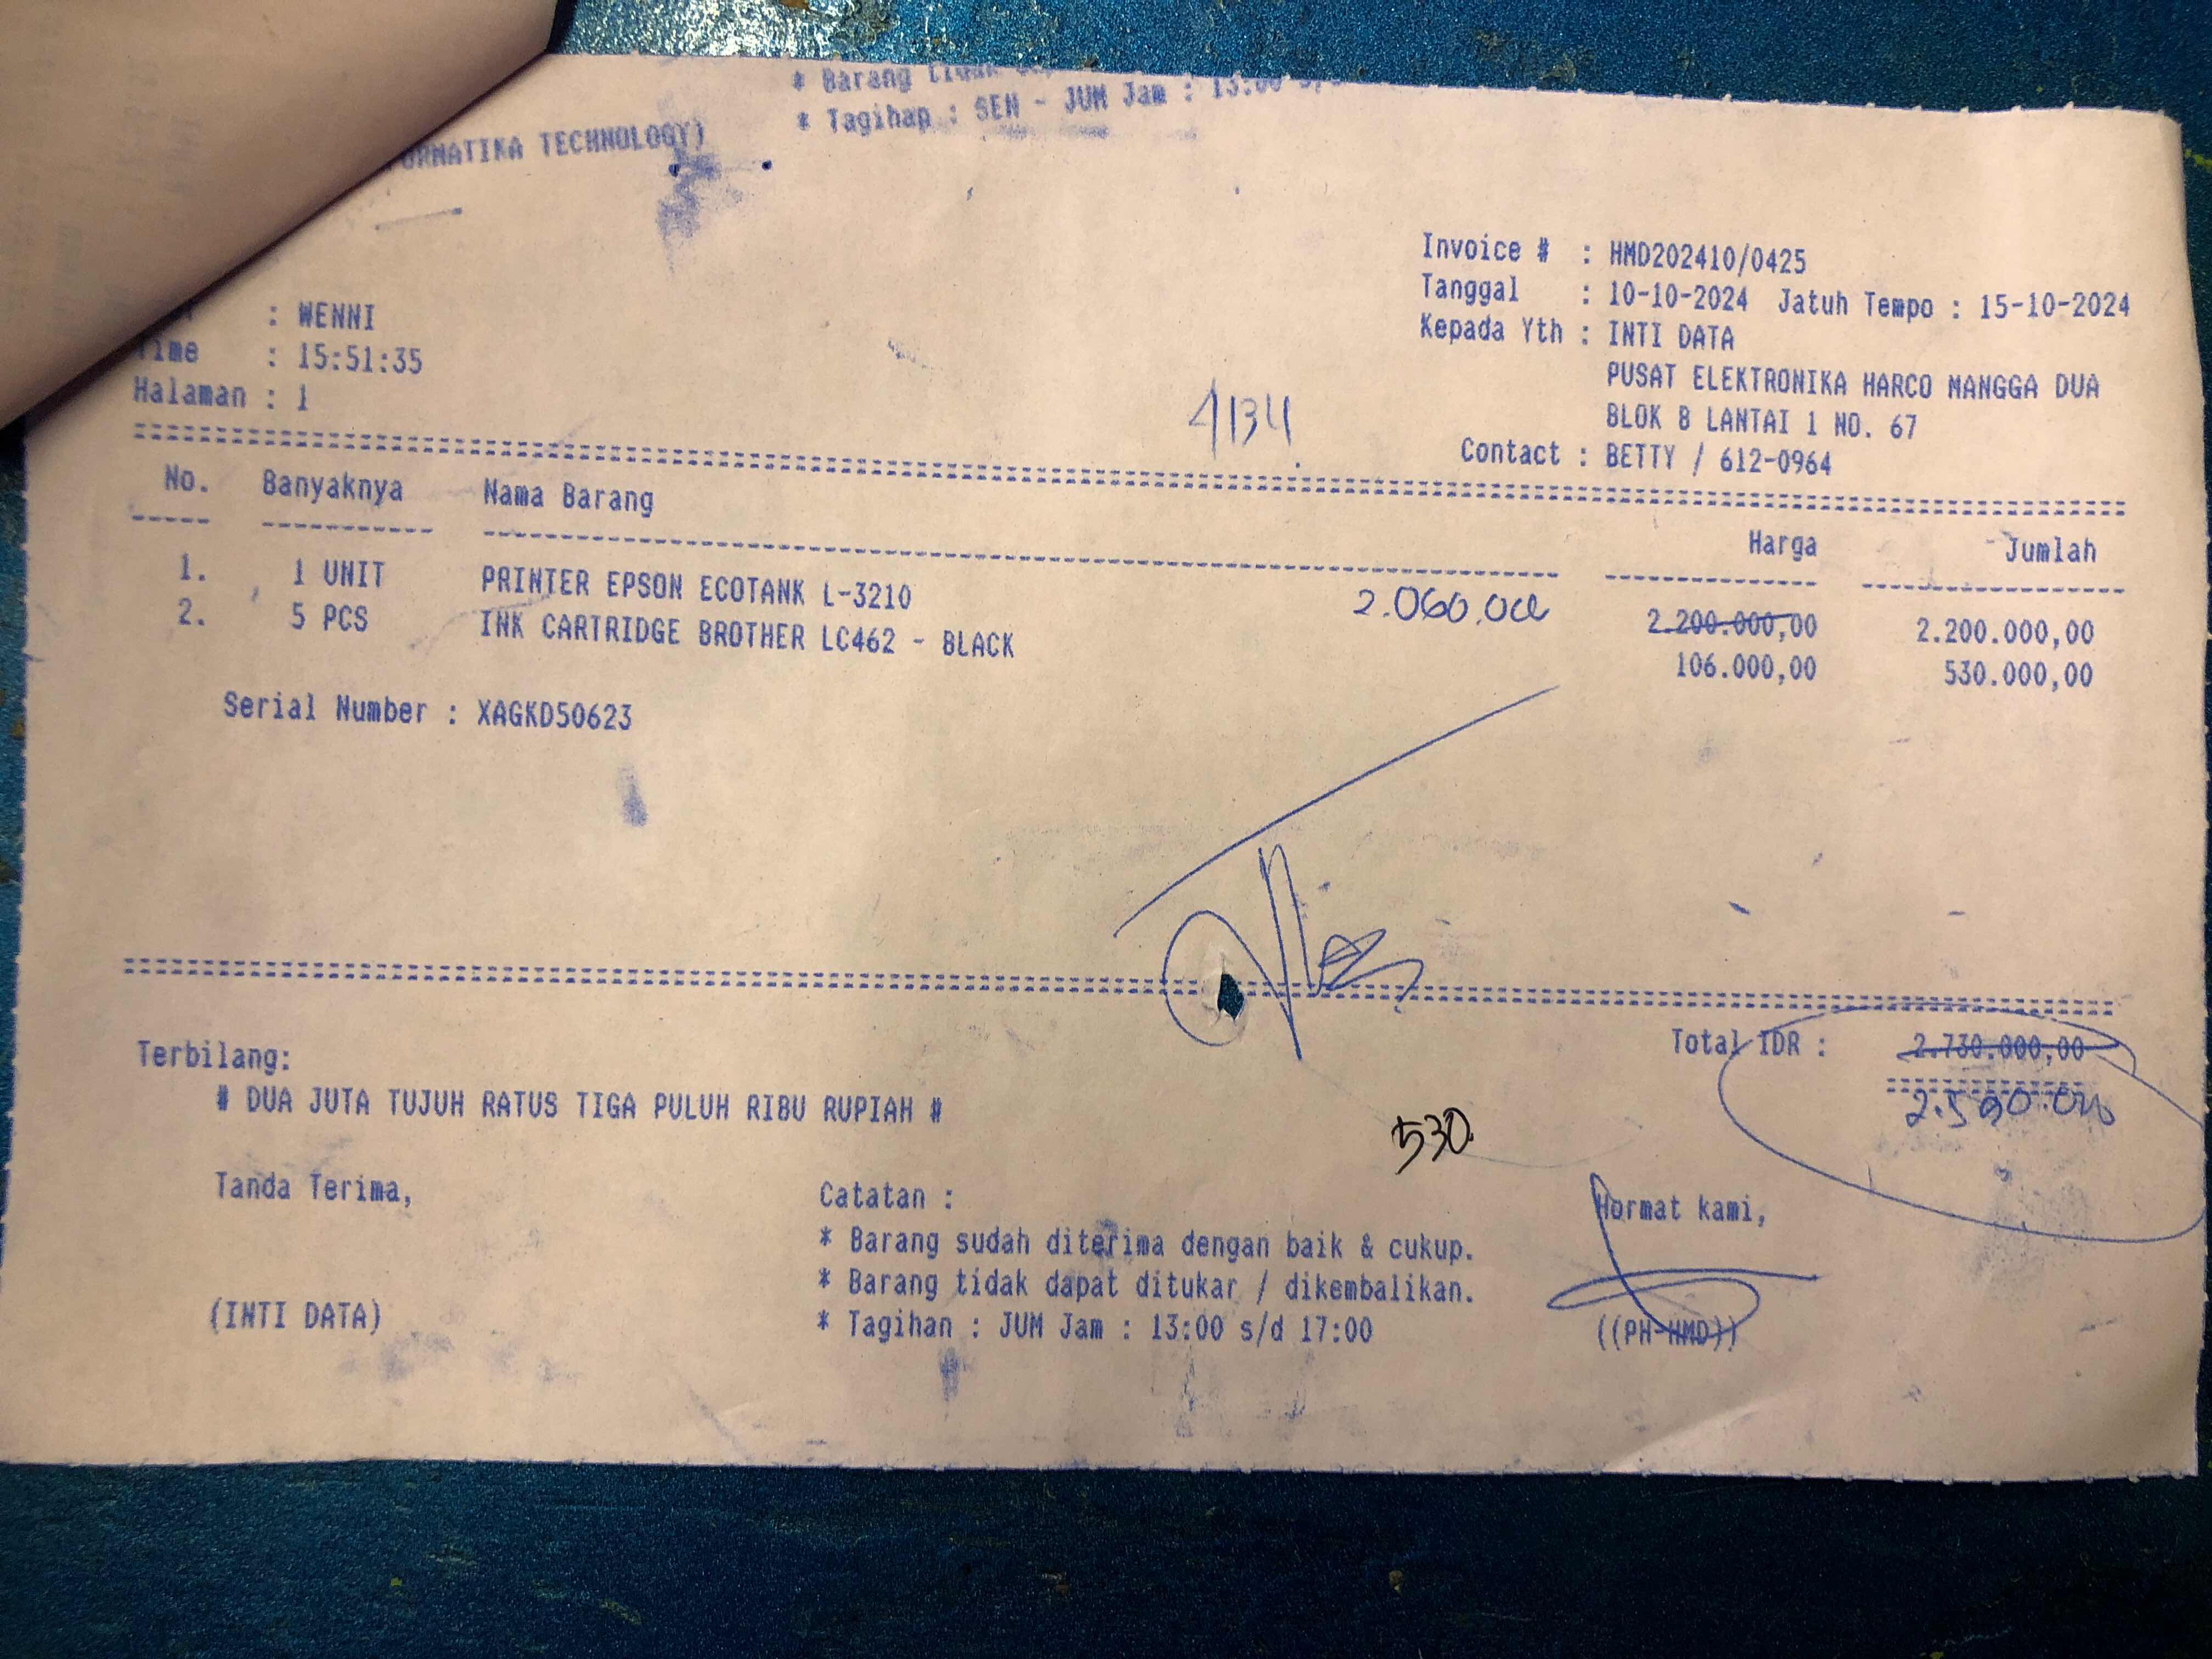 * Barang tidak
* Tagihap : SEN - JUM Jam : 13:00
TECHNOLOGY)
Invoice # : HMD202410/0425
Tanggal : 10-10-2024 Jatuh Tempo : 15-10-2024
Kepada Yth : INTI DATA
PUSAT ELEKTRONIKA HARCO MANGGA DUA
BLOK B LANTAI 1 NO. 67
Contact : BETTY / 612-0964
: WENNI
Time : 15:51:35
Halaman : 1
4134
No. Banyaknya Nama Barang Harga Jumlah
1. 1 UNIT PRINTER EPSON ECOTANK L-3210 2.060.000 2.200.000,00 2.200.000,00
2. 5 PCS INK CARTRIDGE BROTHER LC462 - BLACK 106.000,00 530.000,00
Serial Number : XAGKD50623
Total IDR : 2.730.000,00
2.590.000
Terbilang:
# DUA JUTA TUJUH RATUS TIGA PULUH RIBU RUPIAH #
530
Tanda Terima,
(INTI DATA)
Catatan :
* Barang sudah diterima dengan baik & cukup.
* Barang tidak dapat ditukar / dikembalikan.
* Tagihan : JUM Jam : 13:00 s/d 17:00
Hormat kami,
((PH-HMD))